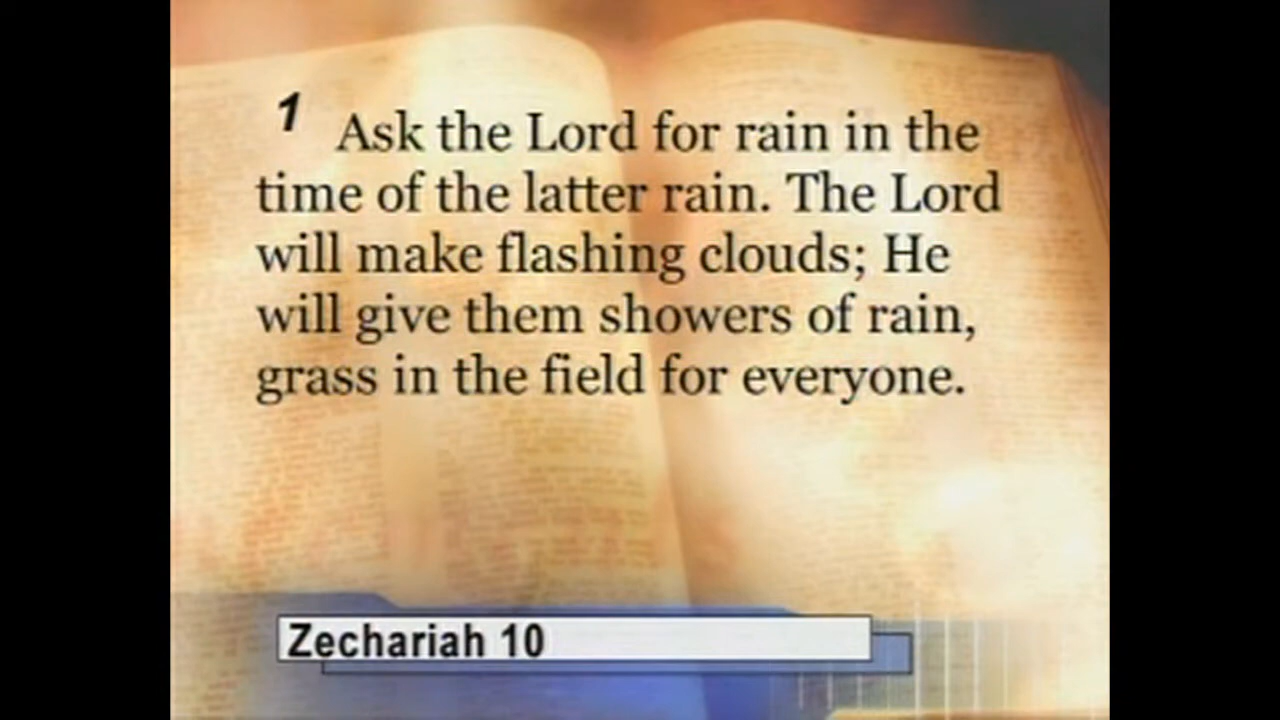 1 Ask the Lord for rain in the
time of the latter rain. The Lord
will make flashing clouds; He
will give them showers of rain,
grass in the field for everyone.
Zechariah 10